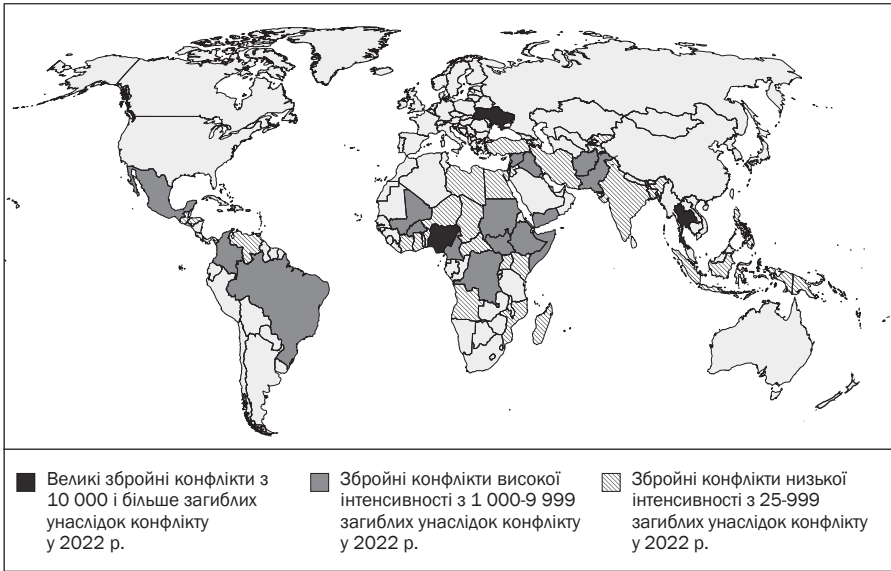 Великі збройні конфлікти з
10 000 і більше загиблих
унаслідок конфлікту
у 2022 р.
Збройні конфлікти високої
інтенсивності з 1 000-9 999
загиблих унаслідок конфлікту
у 2022 р.
Збройні конфлікти низької
інтенсивності з 25-999
загиблих унаслідок конфлікту
у 2022 р.